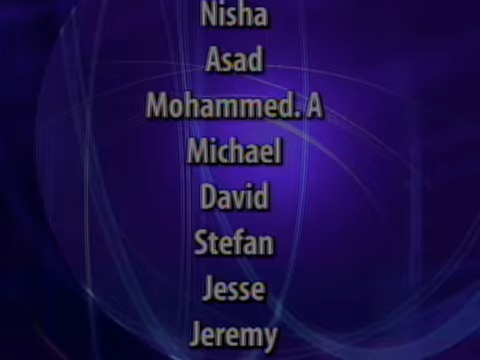 Nisha
Asad
Mohammed. A
Michael
David
Stefan
Jesse
Jeremy